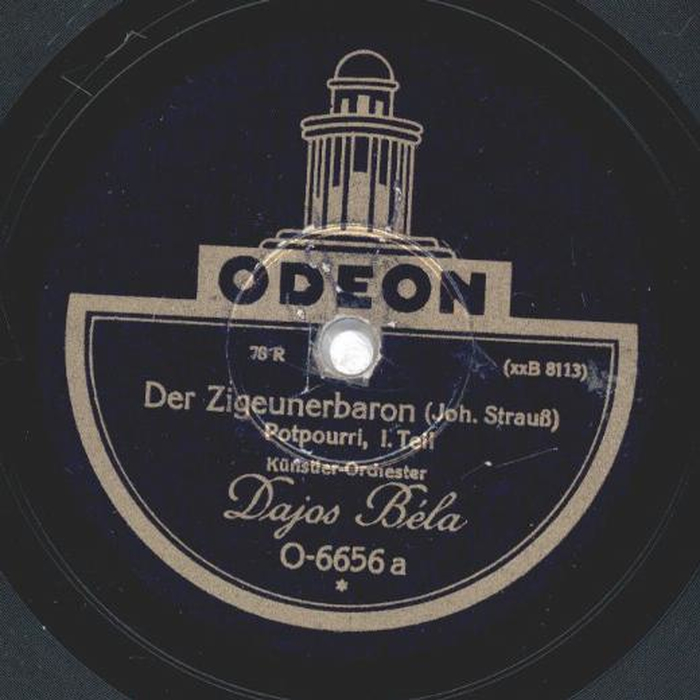 ODEON
78 R
(xxB 8113)
Der Zigeunerbaron (Joh. Strauß)
Potpourri, I. Teil
Künstler-Orchester
Dajos Béla
O-6656 a
*